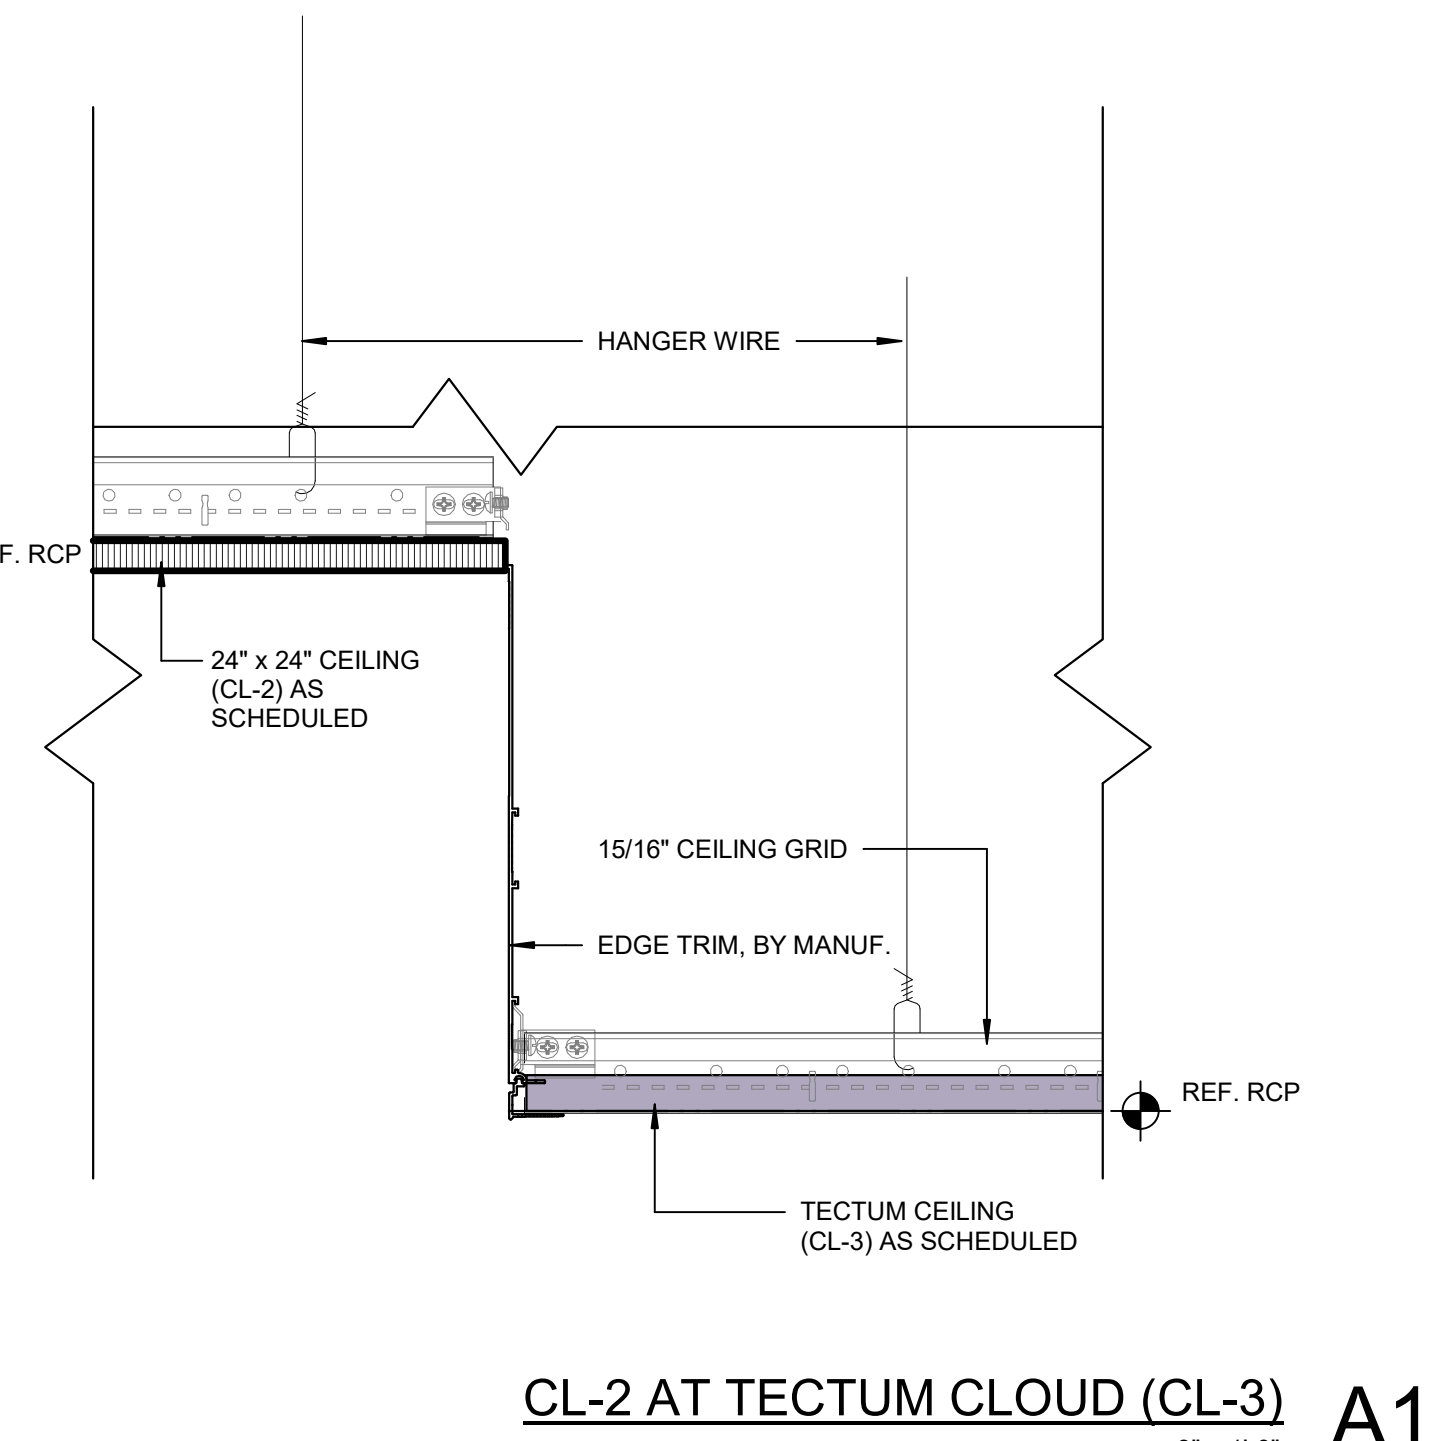 HANGER WIRE
F. RCP
24" x 24" CEILING
(CL-2) AS
SCHEDULED
15/16" CEILING GRID
EDGE TRIM, BY MANUF.
REF. RCP
TECTUM CEILING
(CL-3) AS SCHEDULED
CL-2 AT TECTUM CLOUD (CL-3)
A1